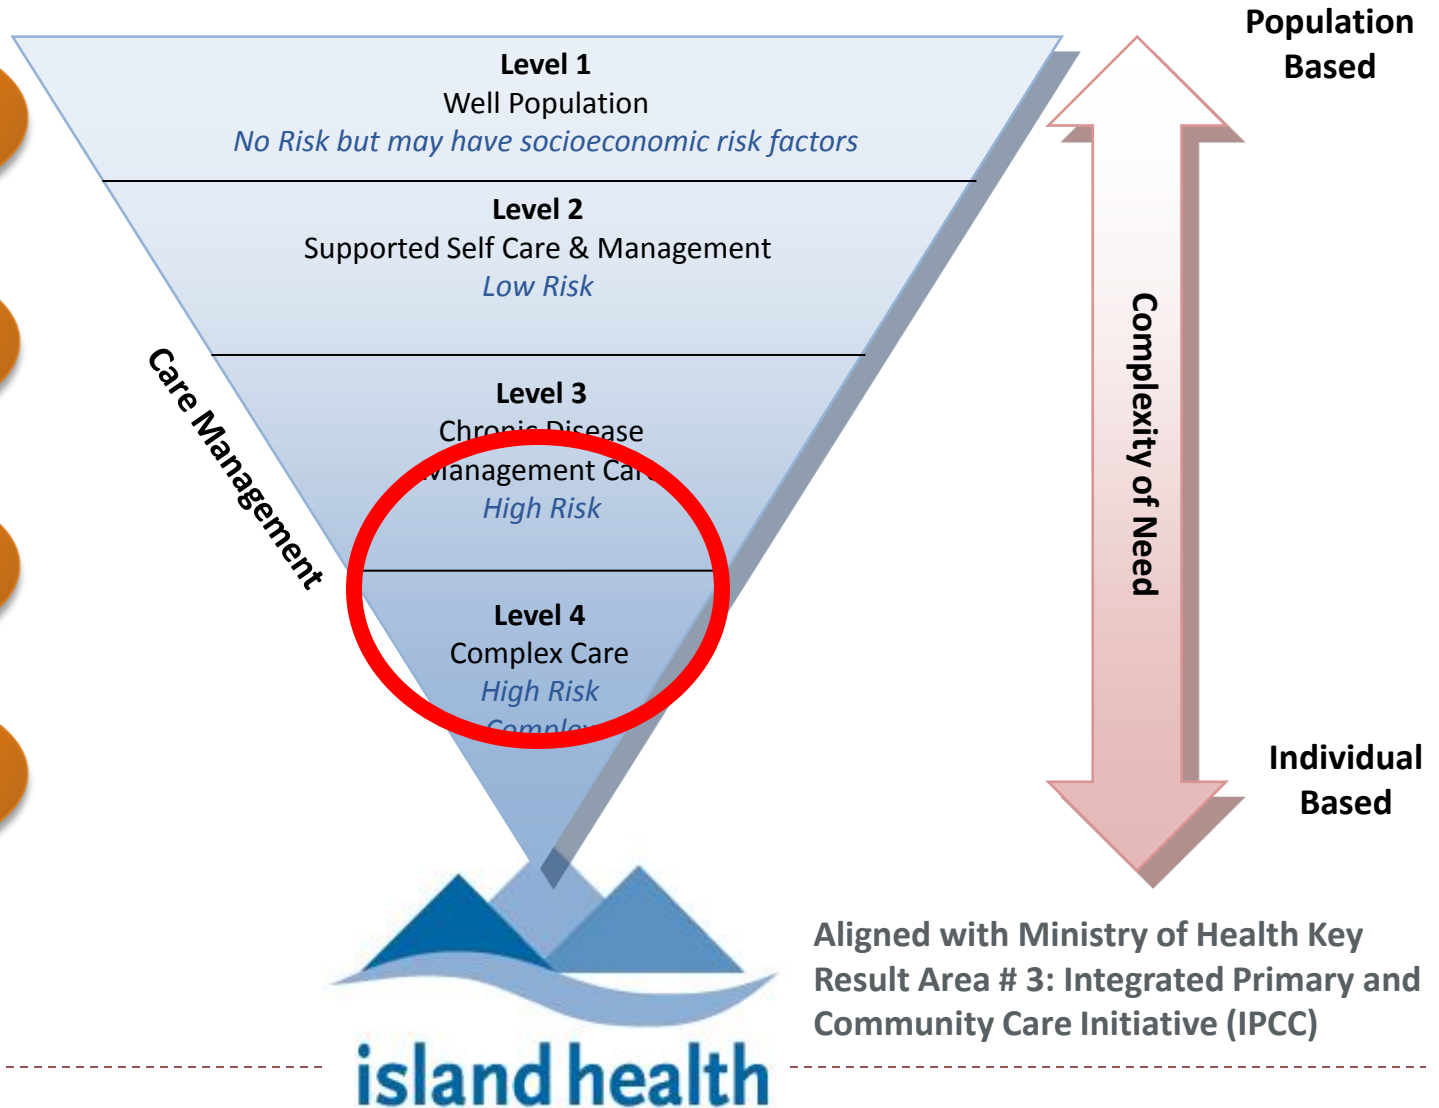 Population
Based
Level 1
Well Population
No Risk but may have socioeconomic risk factors
Level 2
Supported Self Care & Management
Low Risk
Level 3
Chronic Disease
Management Care
High Risk
Level 4
Complex Care
High Risk
Complex
Care Management
Complexity of Need
Individual
Based
Aligned with Ministry of Health Key
Result Area # 3: Integrated Primary and
Community Care Initiative (IPCC)
island health